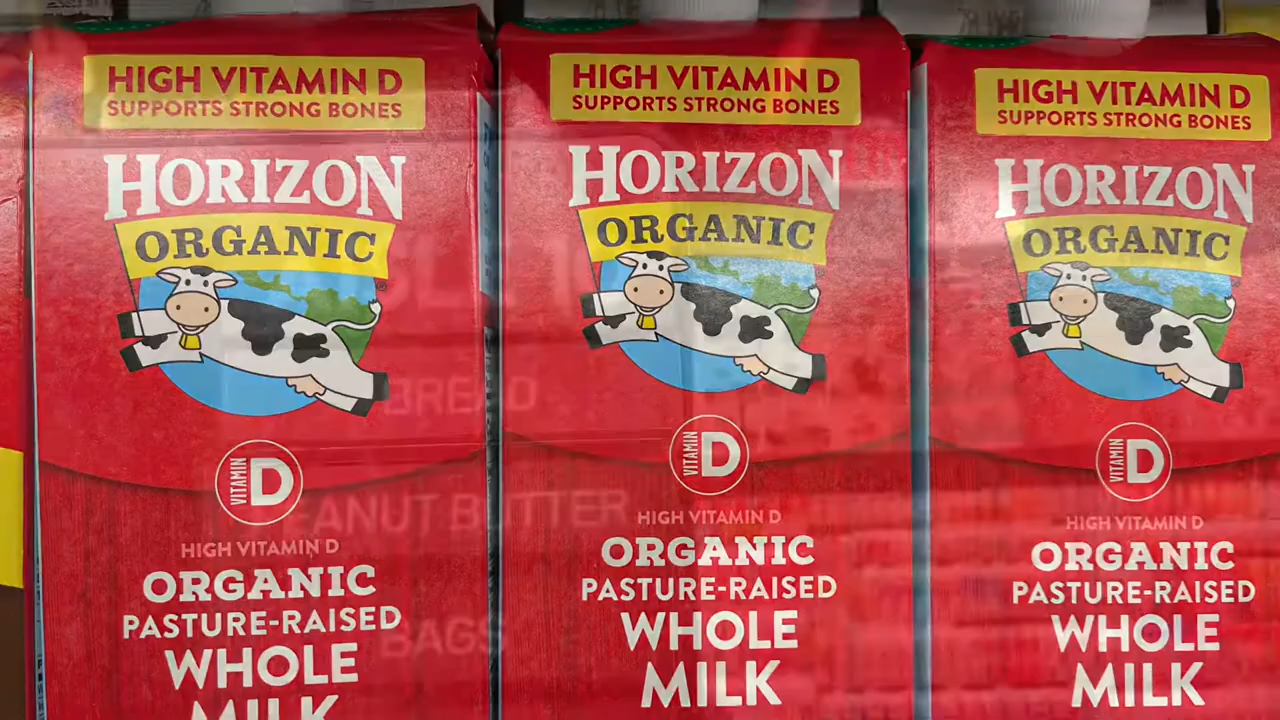 HIGH VITAMIN D
SUPPORTS STRONG BONES
HORIZON
ORGANIC
VITAMIN D
HIGH VITAMIN D
ORGANIC
PASTURE-RAISED
WHOLE
MILK
HIGH VITAMIN D
SUPPORTS STRONG BONES
HORIZON
ORGANIC
VITAMIN D
HIGH VITAMIN D
ORGANIC
PASTURE-RAISED
WHOLE
MILK
HIGH VITAMIN D
SUPPORTS STRONG BONES
HORIZON
ORGANIC
VITAMIN D
HIGH VITAMIN D
ORGANIC
PASTURE-RAISED
WHOLE
MILK
BREAD
PEANUT BUTTER
BAGS